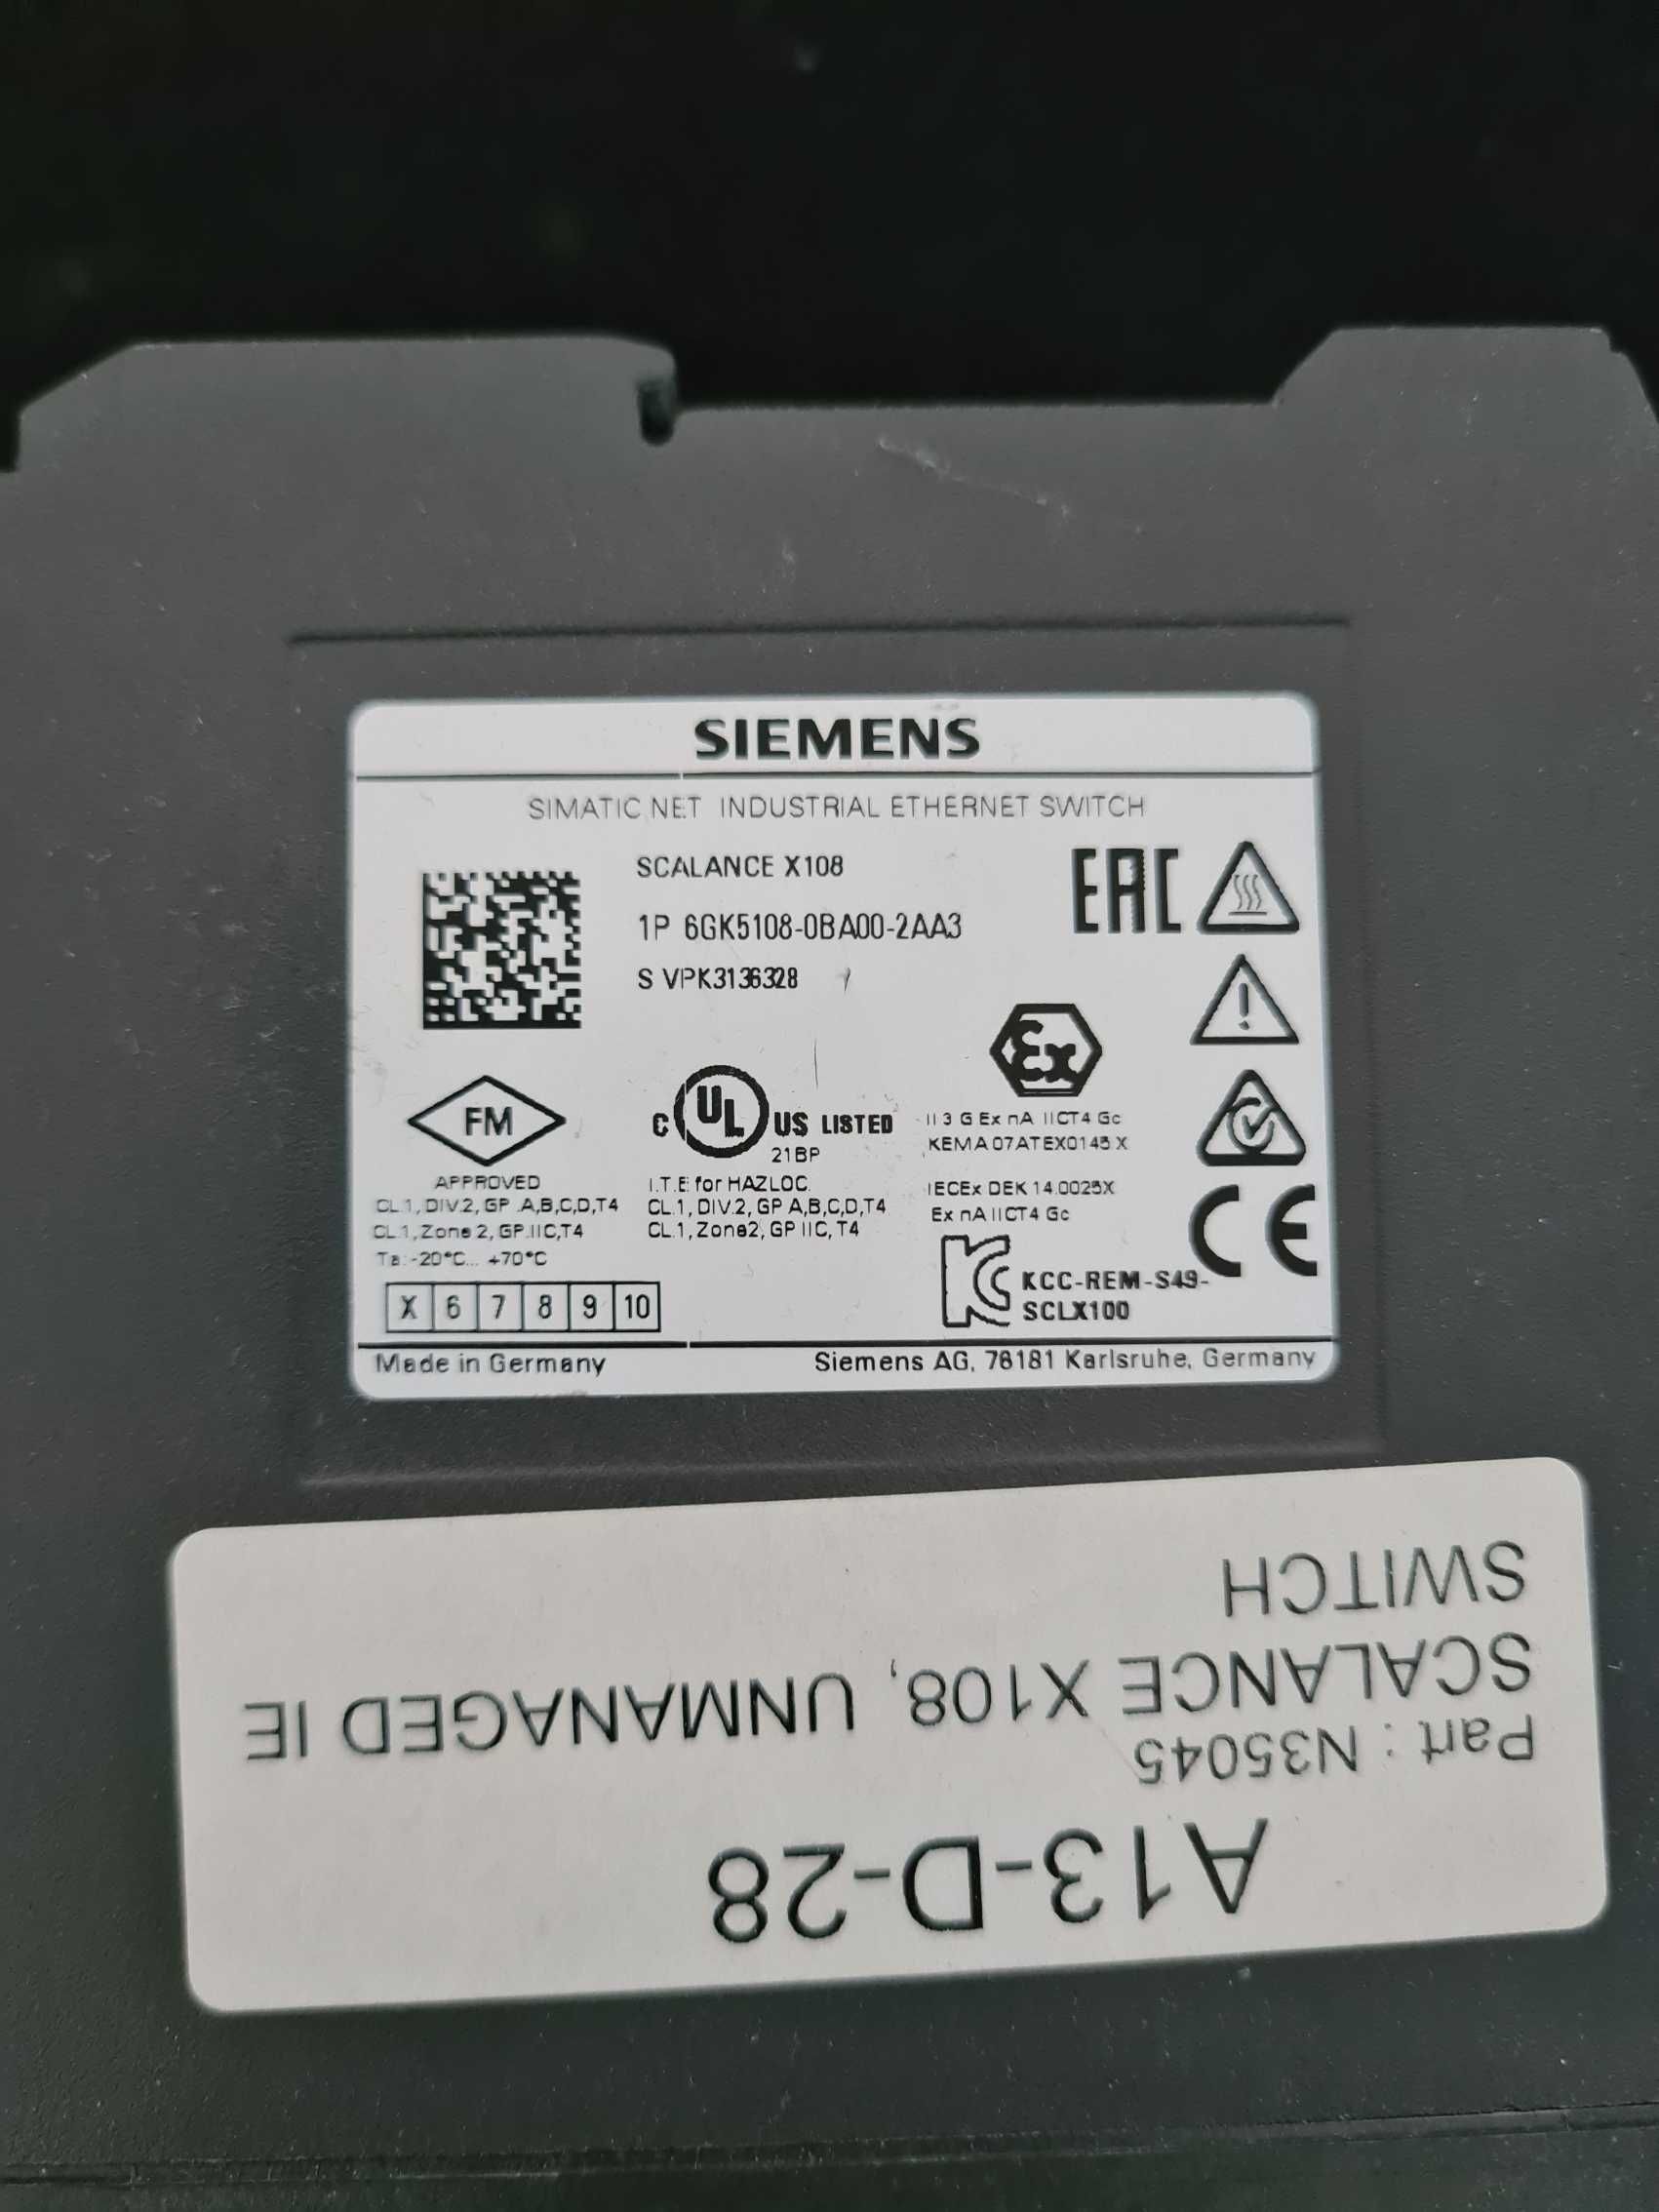 SIEMENS
SIMATIC NET INDUSTRIAL ETHERNET SWITCH
SCALANCE X108
1P 6GK5108-0BA00-2AA3
S VPK3136328
EAC
Ex
II 3 G Ex nA IICT4 Gc
KEMA 07ATEX0145 X
IECEx DEK 14.0025X
Ex nA IICT4 Gc
FM
APPROVED
CL.1, DIV.2, GP .A,B,C,D,T4
CL.1, Zone 2, GP.IIC,T4
Ta: -20°C... +70°C
C UL US LISTED
21BP
I.T.E for HAZLOC.
CL.1, DIV.2, GP A,B,C,D,T4
CL.1, Zone2, GP IIC, T4
CE
KCC-REM-S49-
SCLX100
X 6 7 8 9 10
Made in Germany
Siemens AG, 76181 Karlsruhe, Germany
A13-D-28
Part : N35045
SCALANCE X108, UNMANAGED IE
SWITCH